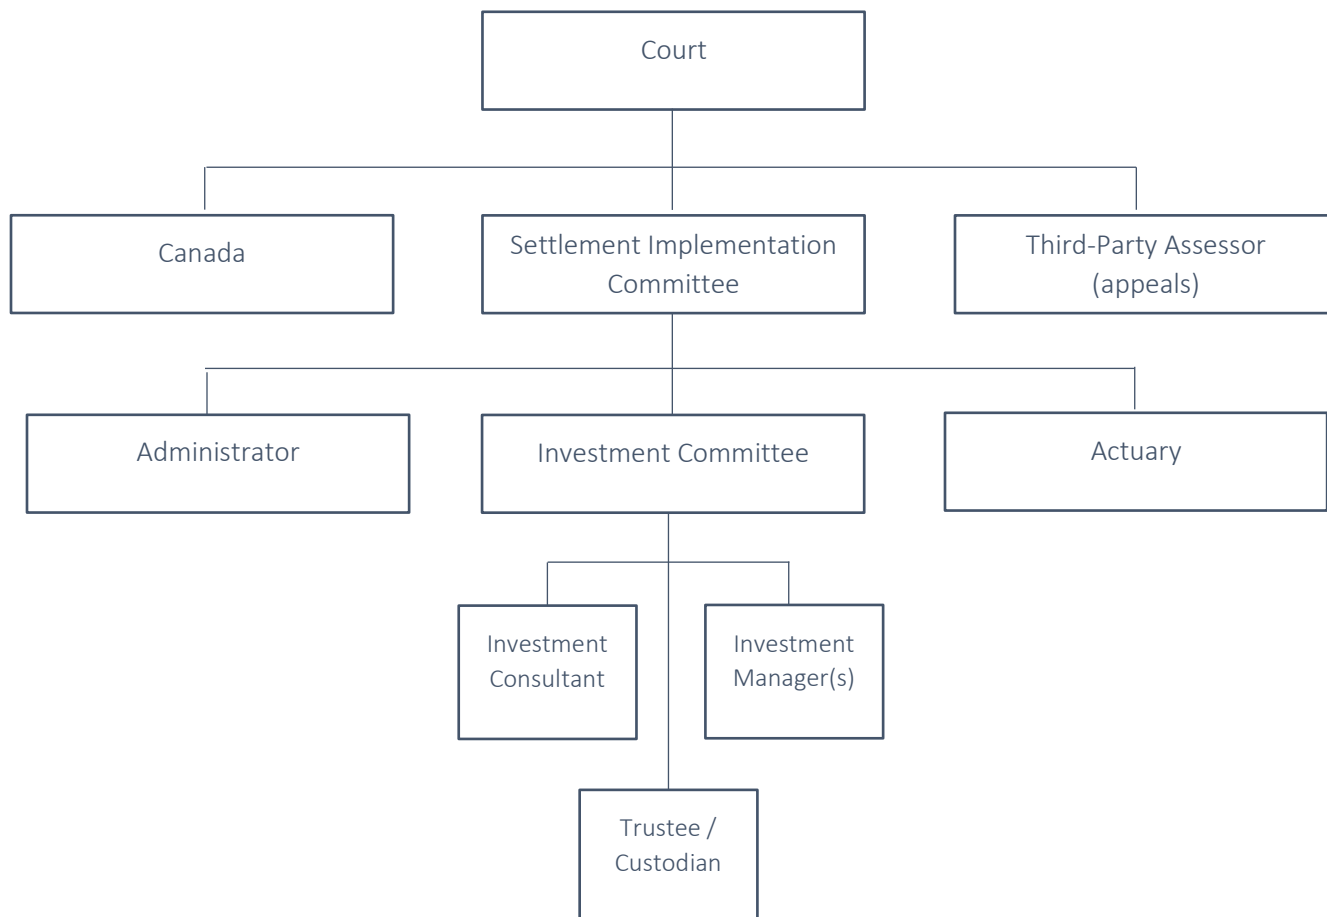 Court
Canada
Settlement Implementation
Committee
Third-Party Assessor
(appeals)
Administrator
Investment Committee
Actuary
Investment
Consultant
Investment
Manager(s)
Trustee /
Custodian